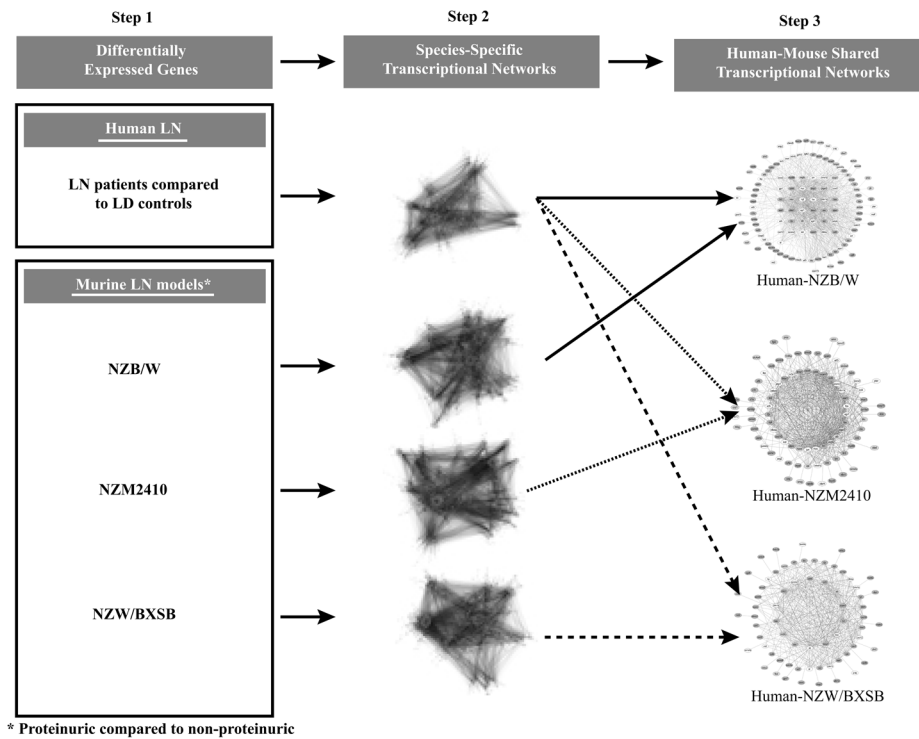 Step 1
Step 2
Step 3
Differentially
Expressed Genes
Species-Specific
Transcriptional Networks
Human-Mouse Shared
Transcriptional Networks
Human LN
LN patients compared
to LD controls
Murine LN models*
NZB/W
NZM2410
NZW/BXSB
Human-NZB/W
Human-NZM2410
Human-NZW/BXSB
* Proteinuric compared to non-proteinuric